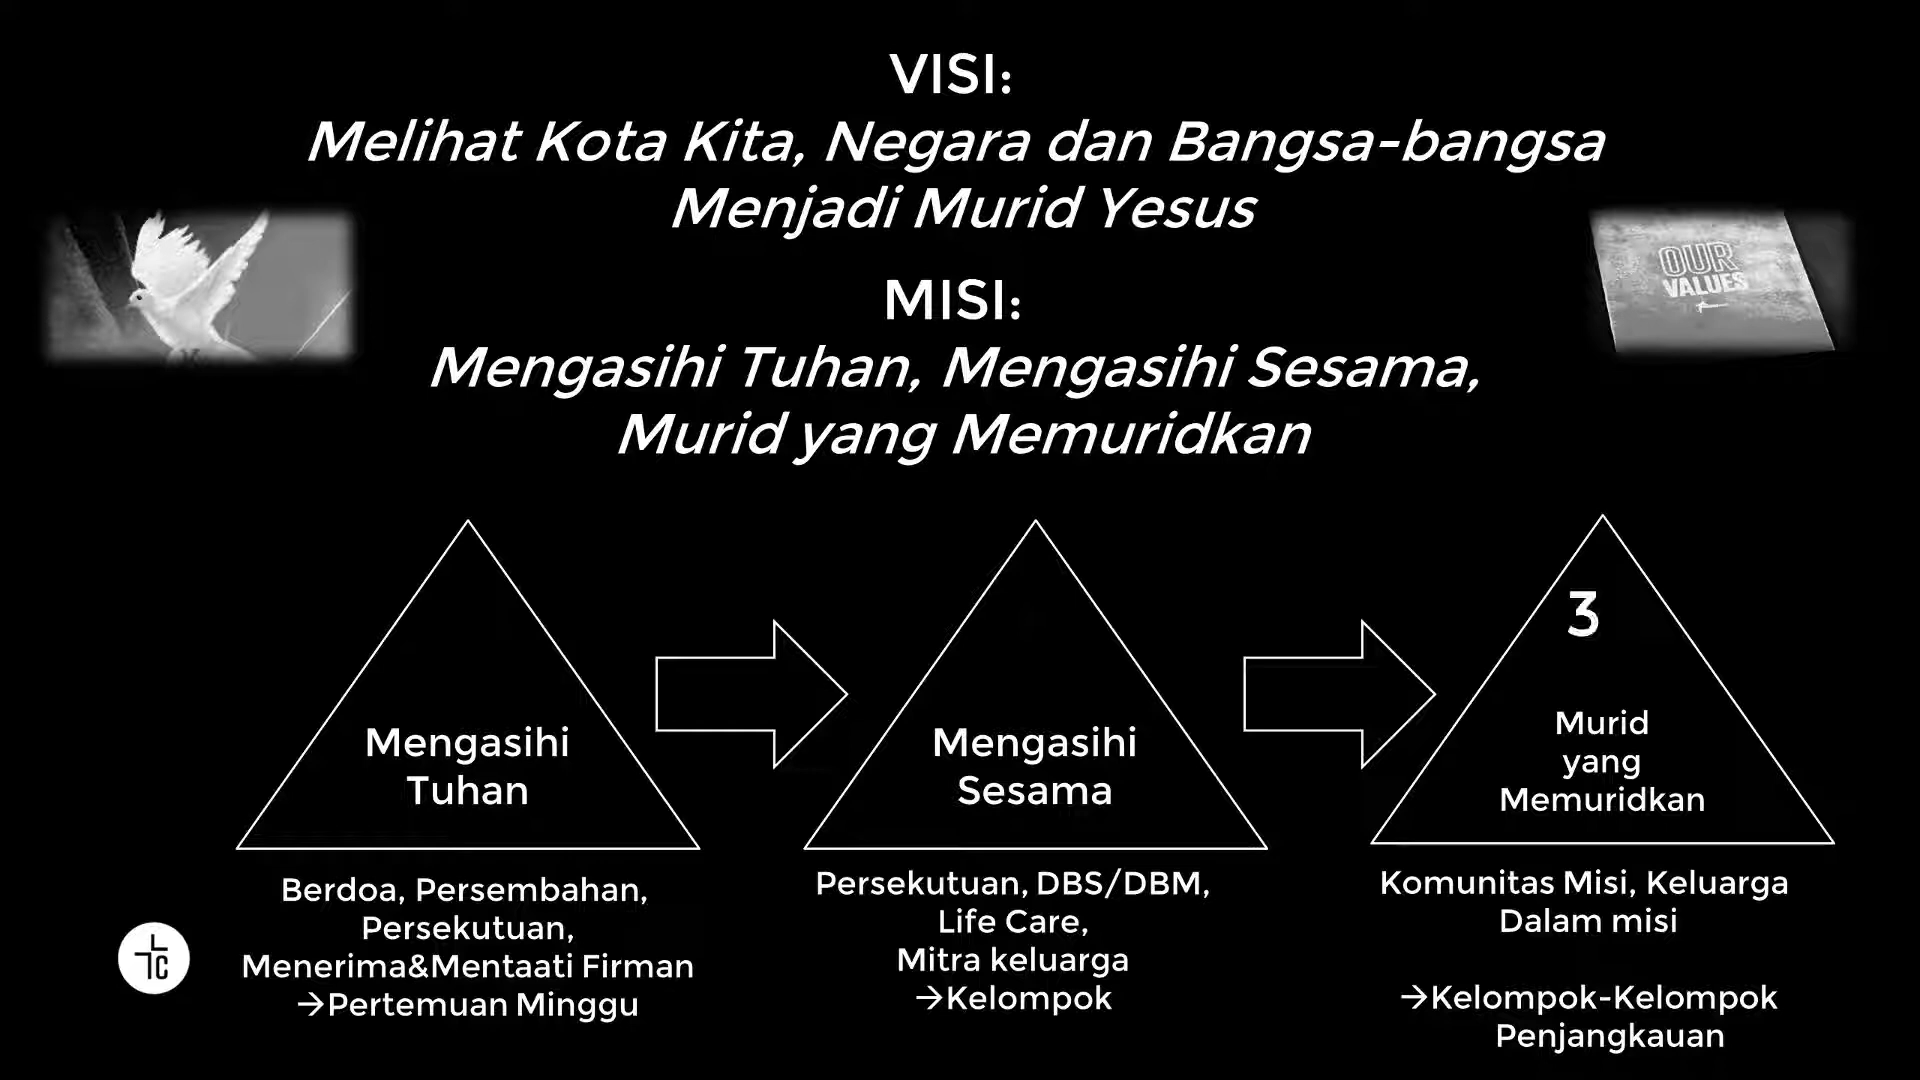 VISI:
Melihat Kota Kita, Negara dan Bangsa-bangsa
Menjadi Murid Yesus
OUR
VALUES
MISI:
Mengasihi Tuhan, Mengasihi Sesama,
Murid yang Memuridkan
Mengasihi
Tuhan
Berdoa, Persembahan,
Persekutuan,
Menerima&Mentaati Firman
→Pertemuan Minggu
Mengasihi
Sesama
Persekutuan, DBS/DBM,
Life Care,
Mitra keluarga
→Kelompok
3
Murid
yang
Memuridkan
Komunitas Misi, Keluarga
Dalam misi
→Kelompok-Kelompok
Penjangkauan
LTC